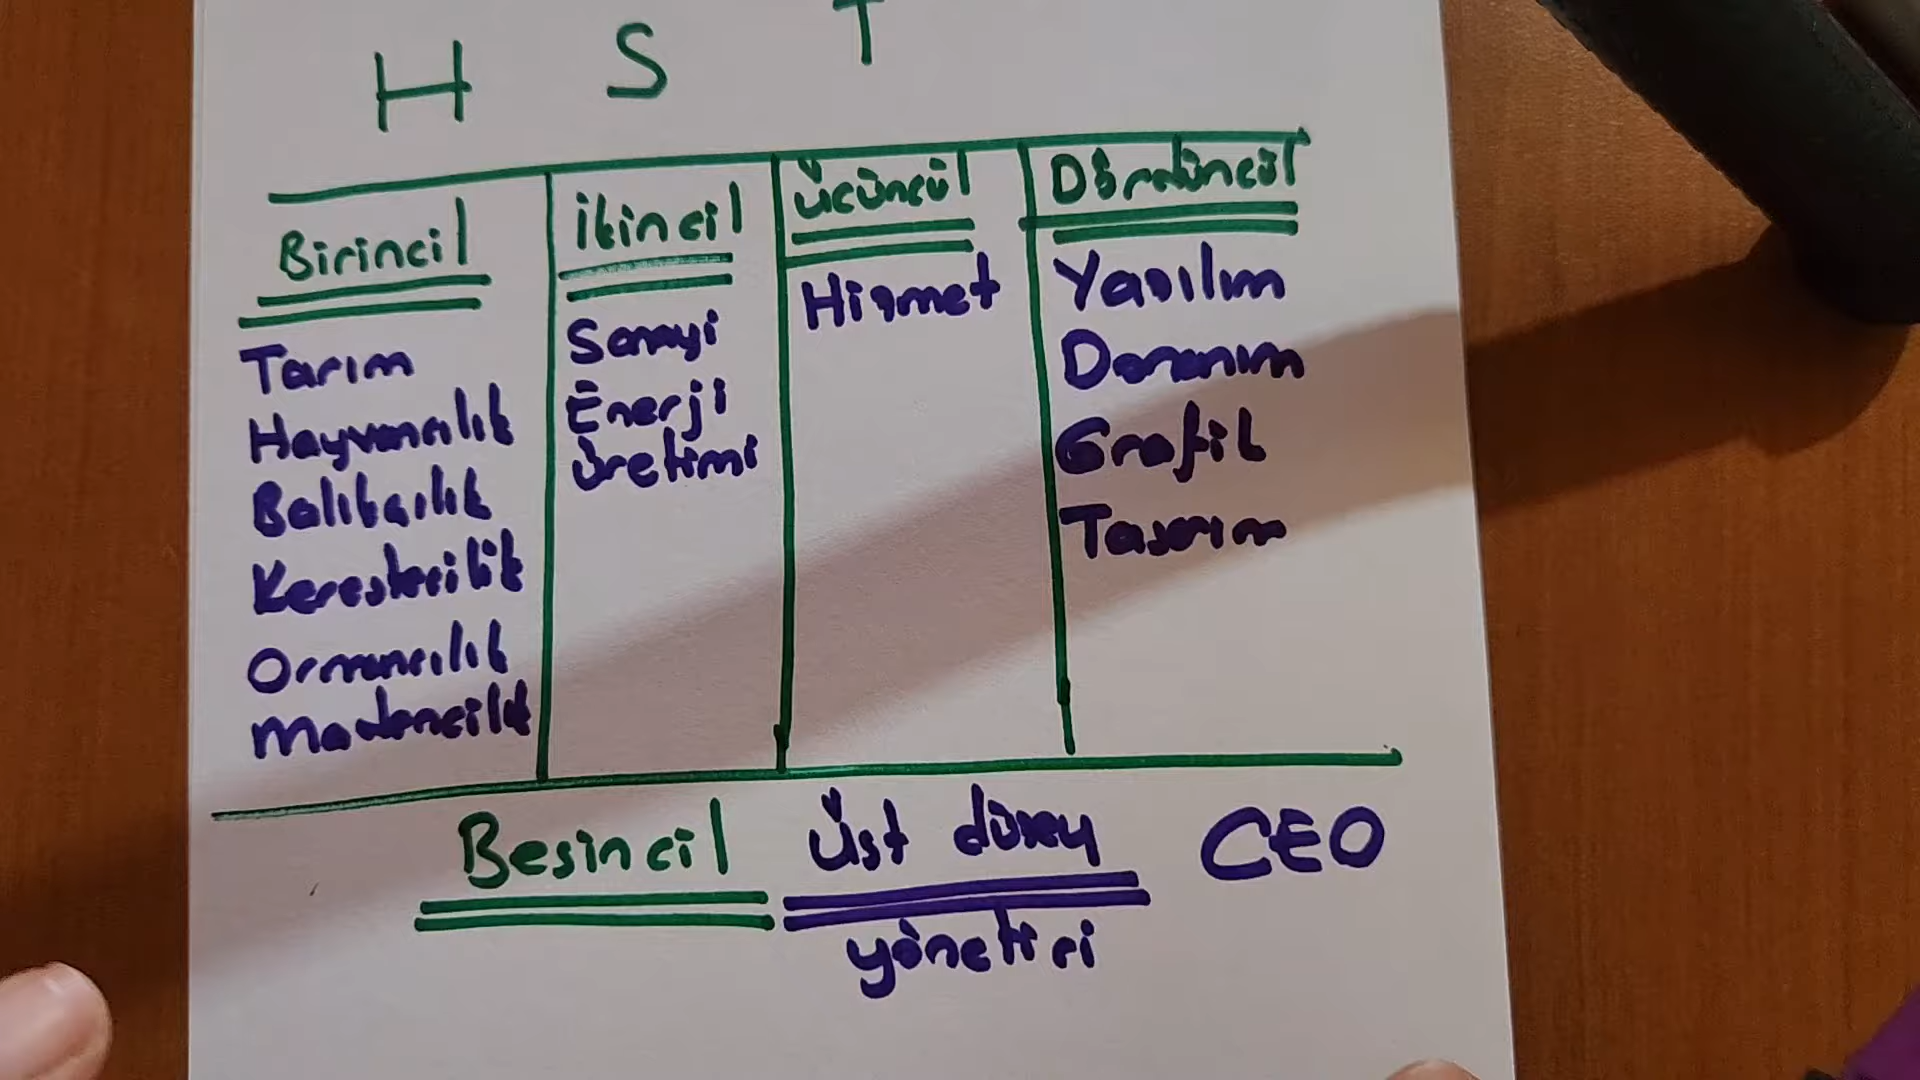 H S T
Birincil
Tarım
Hayvancılık
Balıkçılık
Kerestecilik
Ormancılık
Madencilik
İkincil
Sanayi
Enerji
üretimi
Üçüncül
Hizmet
Dördüncül
Yazılım
Donanım
Grafik
Tasarım
Beşincil Üst düzey CEO
yönetici